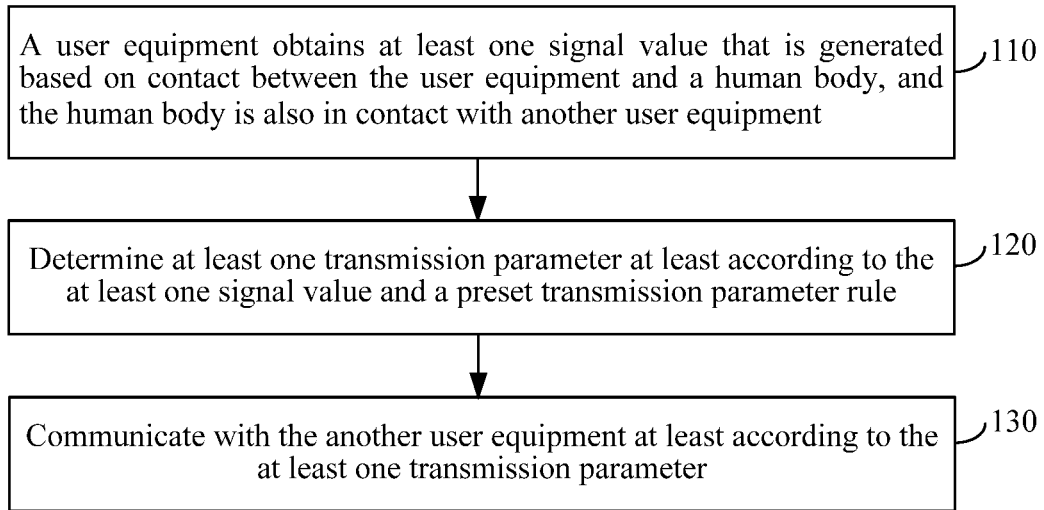 A user equipment obtains at least one signal value that is generated
based on contact between the user equipment and a human body, and
the human body is also in contact with another user equipment
110
Determine at least one transmission parameter at least according to the
at least one signal value and a preset transmission parameter rule
120
Communicate with the another user equipment at least according to the
at least one transmission parameter
130